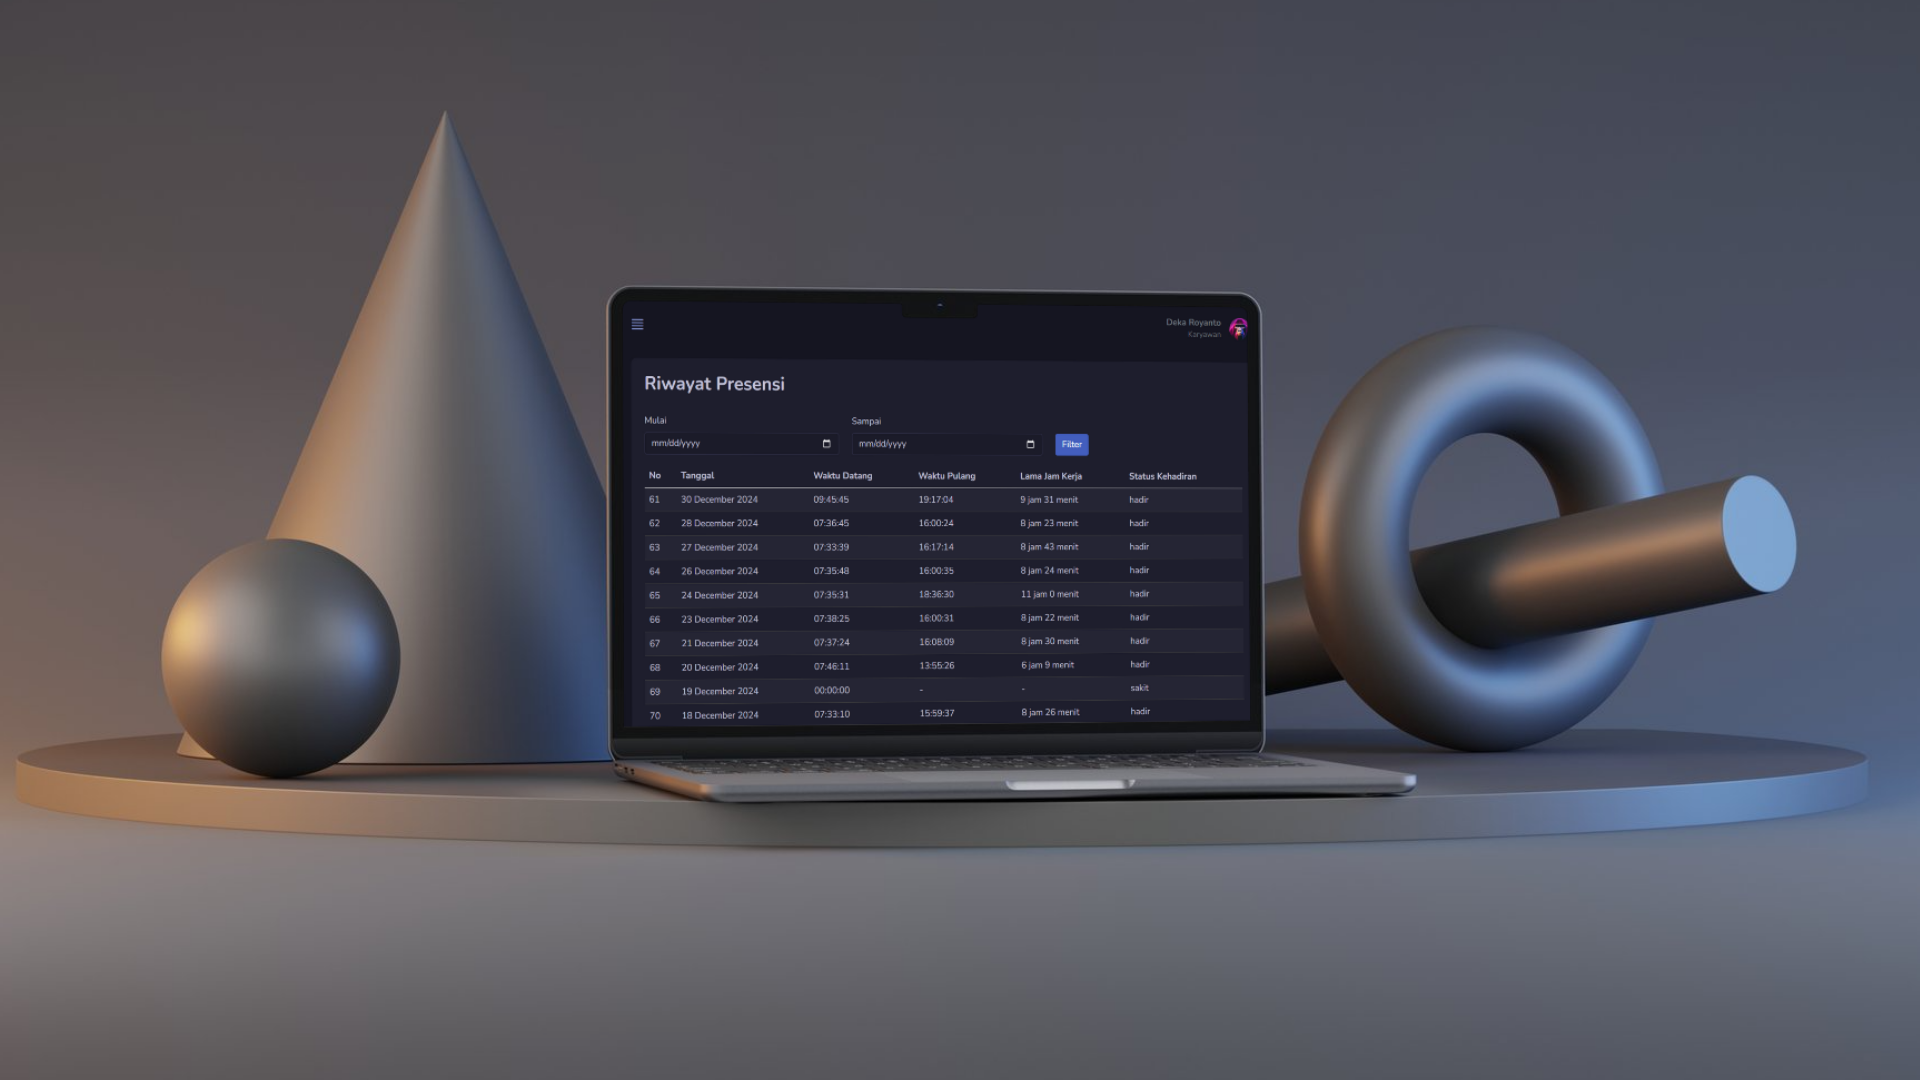 Deka Royanto
Karyawan
Riwayat Presensi
Mulai Sampai
mm/dd/yyyy mm/dd/yyyy Filter
No Tanggal Waktu Datang Waktu Pulang Lama Jam Kerja Status Kehadiran
61 30 December 2024 09:45:45 19:17:04 9 jam 31 menit hadir
62 28 December 2024 07:36:45 16:00:24 8 jam 23 menit hadir
63 27 December 2024 07:33:39 16:17:14 8 jam 43 menit hadir
64 26 December 2024 07:35:48 16:00:35 8 jam 24 menit hadir
65 24 December 2024 07:35:31 18:36:30 11 jam 0 menit hadir
66 23 December 2024 07:38:25 16:00:31 8 jam 22 menit hadir
67 21 December 2024 07:37:24 16:08:09 8 jam 30 menit hadir
68 20 December 2024 07:46:11 13:55:26 6 jam 9 menit hadir
69 19 December 2024 00:00:00 - - sakit
70 18 December 2024 07:33:10 15:59:37 8 jam 26 menit hadir